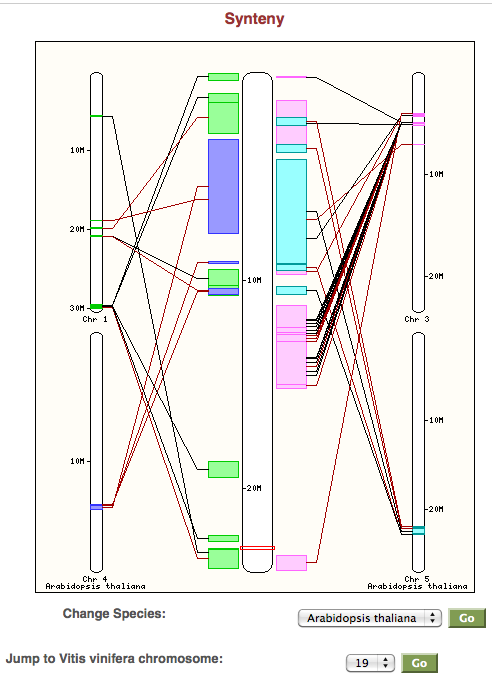 Synteny
10M
10M
20M
20M
10M
30M
Chr 1
Chr 3
10M
10M
20M
20M
Chr 4
Chr 5
Arabidopsis thaliana
Arabidopsis thaliana
Change Species:
Arabidopsis thaliana
Go
Jump to Vitis vinifera chromosome:
19
Go